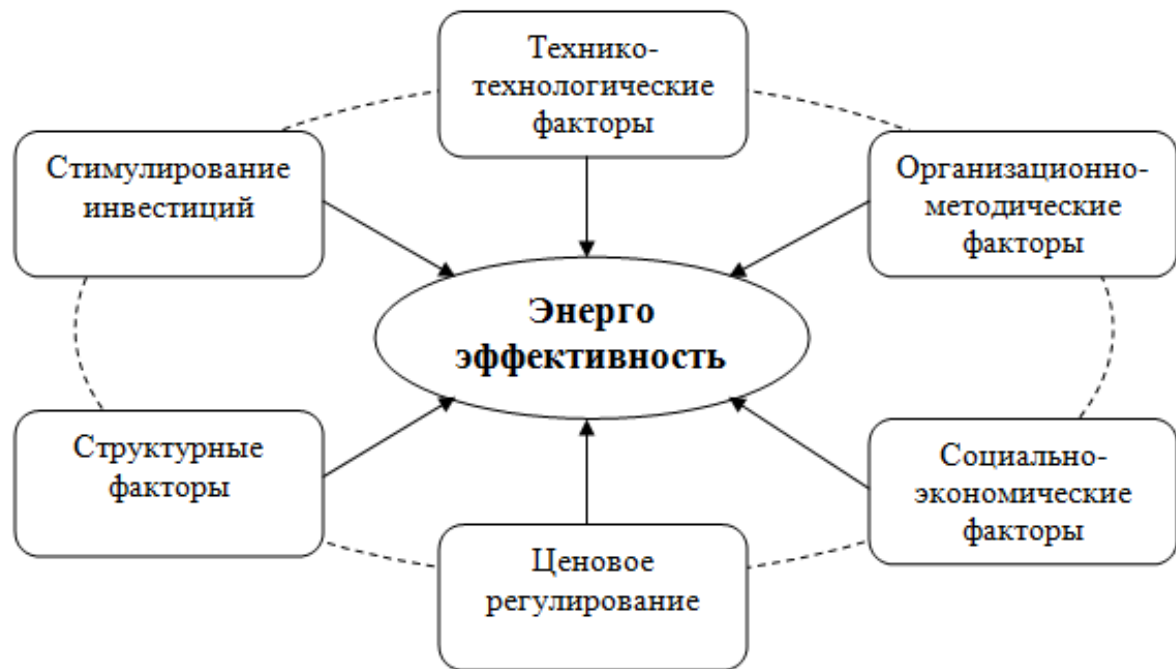 Технико-
технологические
факторы
Стимулирование
инвестиций
Организационно-
методические
факторы
Энерго
эффективность
Структурные
факторы
Социально-
экономические
факторы
Ценовое
регулирование